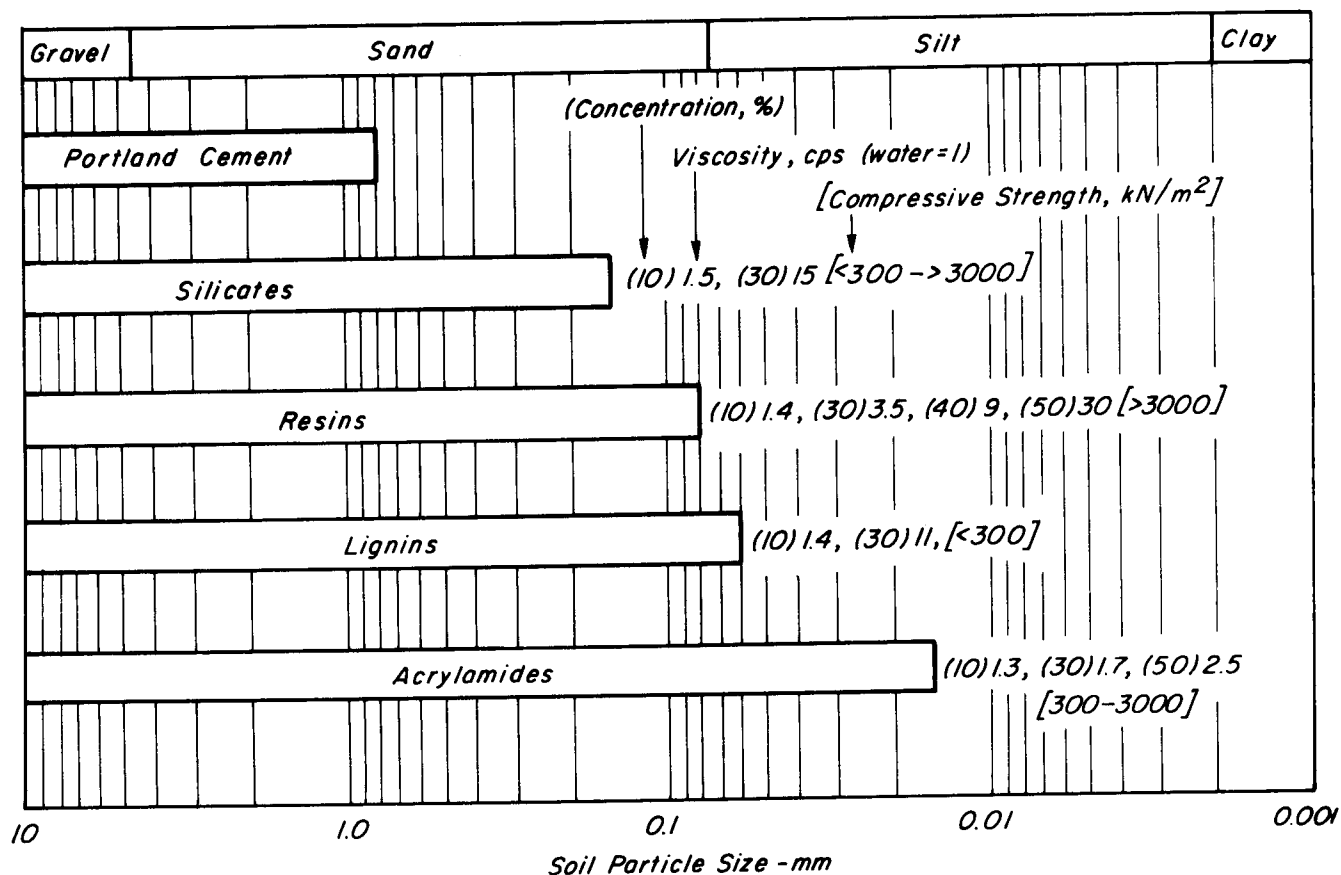 Gravel Sand Silt Clay
(Concentration, %)
Portland Cement
Viscosity, cps (water=1)
[Compressive Strength, kN/m²]
Silicates (10) 1.5, (30) 15 [<300 -> 3000]
Resins (10) 1.4, (30) 3.5, (40) 9, (50) 30 [>3000]
Lignins (10) 1.4, (30) 11, [<300]
Acrylamides (10) 1.3, (30) 1.7, (50) 2.5
[300-3000]
10 1.0 0.1 0.01 0.001
Soil Particle Size -mm